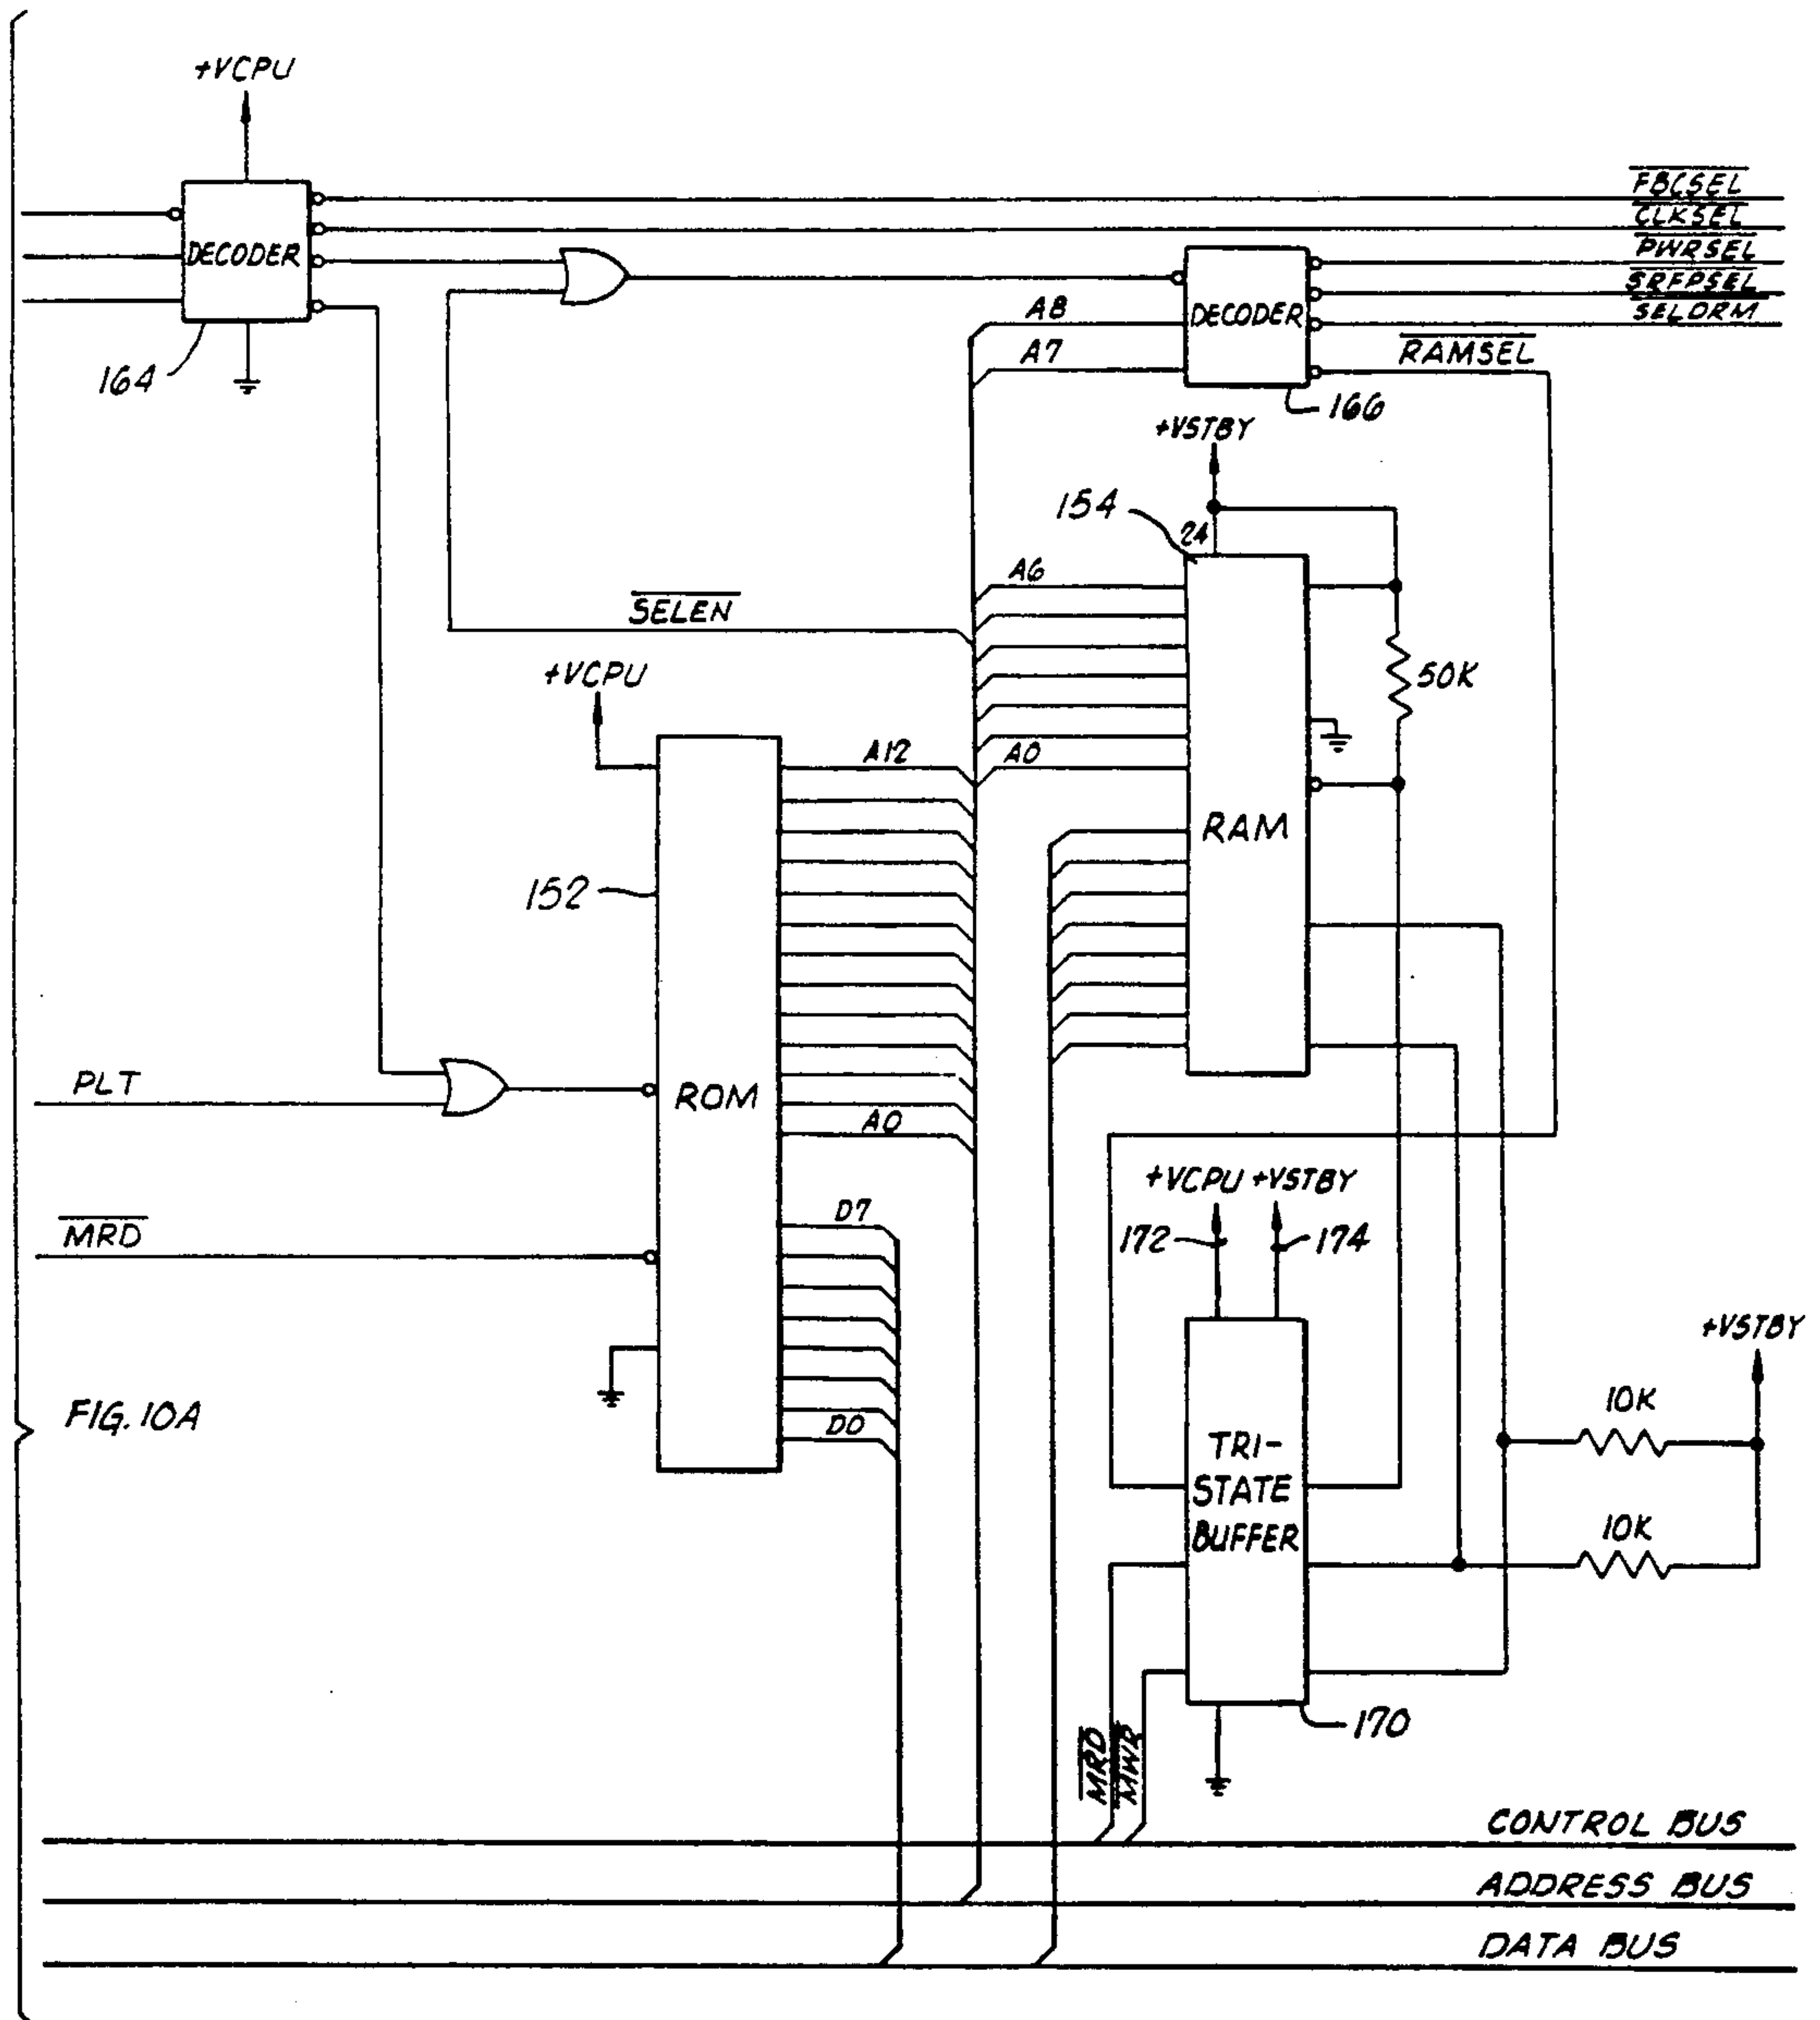 +VCPU
FBCSEL
CLKSEL
PWRSEL
SRFPSEL
SELDRM
DECODER
164
A8
A7
DECODER
RAMSEL
166
+VSTBY
154
24
A6
SELEN
50K
+VCPU
A12
A0
RAM
152
PLT
ROM
A0
+VCPU +VSTBY
172
174
D7
MRD
+VSTBY
FIG. 10A
10K
D0
TRI-
STATE
BUFFER
10K
170
MRD
MWR
CONTROL BUS
ADDRESS BUS
DATA BUS